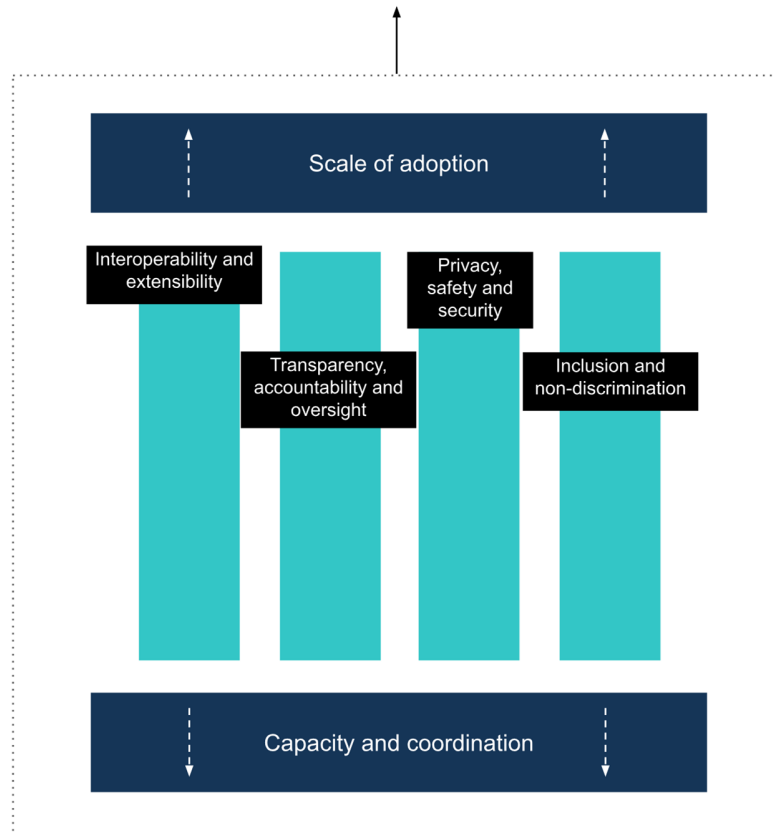 Scale of adoption
Interoperability and
extensibility
Transparency,
accountability and
oversight
Privacy,
safety and
security
Inclusion and
non-discrimination
Capacity and coordination